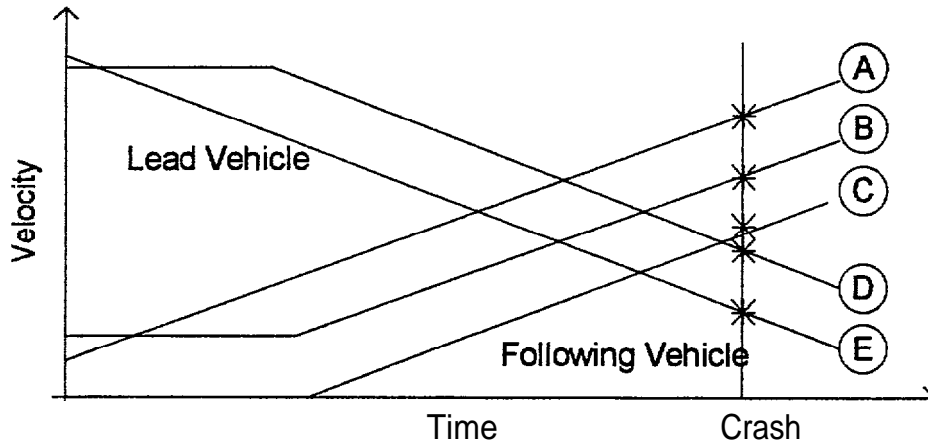 A
B
Lead Vehicle
C
Velocity
D
Following Vehicle
E
Time
Crash